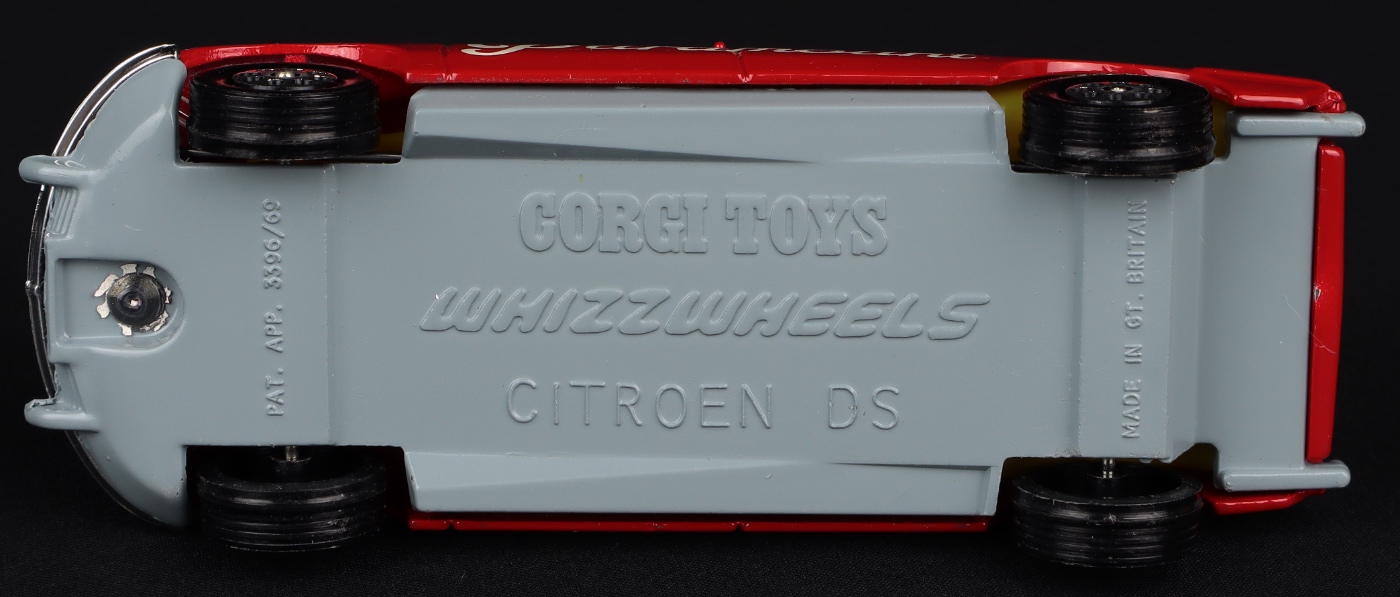 CORGI TOYS
WHIZZWHEELS
CITROEN DS
PAT. APP. 3396/69
MADE IN GT. BRITAIN